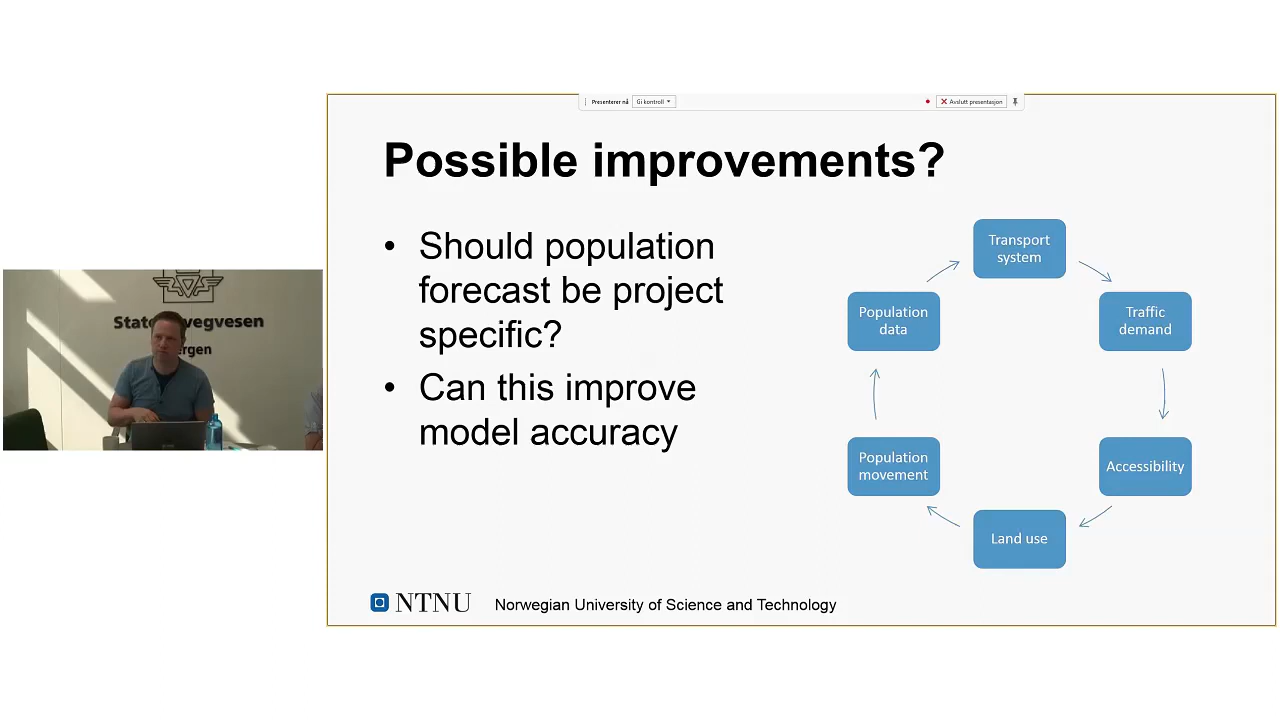 Presenterer nå
Gi kontroll
Avslutt presentasjon
Possible improvements?
• Should population
forecast be project
specific?
• Can this improve
model accuracy
Transport
system
Traffic
demand
Accessibility
Land use
Population
movement
Population
data
NTNU
Norwegian University of Science and Technology
State
vegvesen
ergen